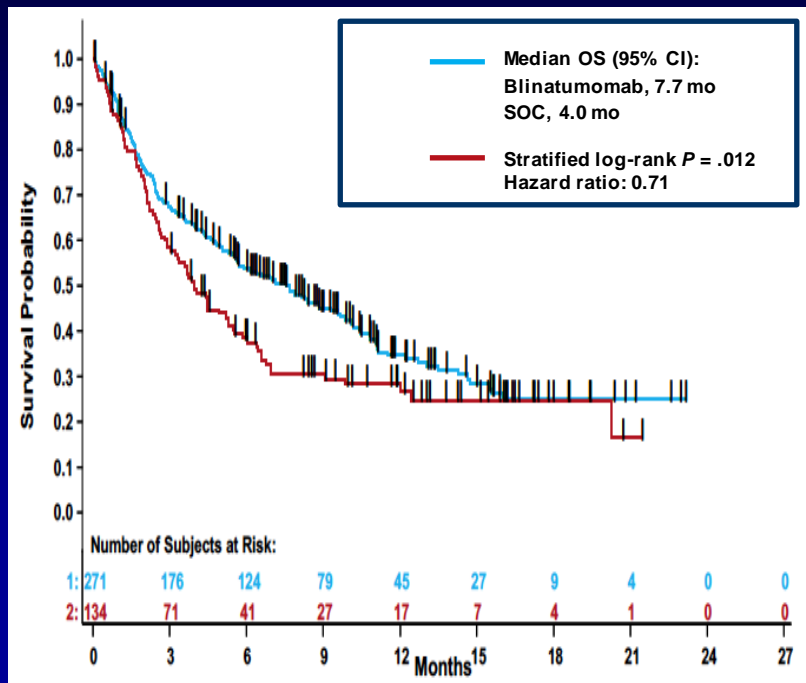 Median OS (95% CI):
Blinatumomab, 7.7 mo
SOC, 4.0 mo
Stratified log-rank P = .012
Hazard ratio: 0.71
Survival Probability
1.0
0.9
0.8
0.7
0.6
0.5
0.4
0.3
0.2
0.1
0.0
Number of Subjects at Risk:
1: 271 176 124 79 45 27 9 4 0 0
2: 134 71 41 27 17 7 4 1 0 0
0 3 6 9 12 15 18 21 24 27
Months